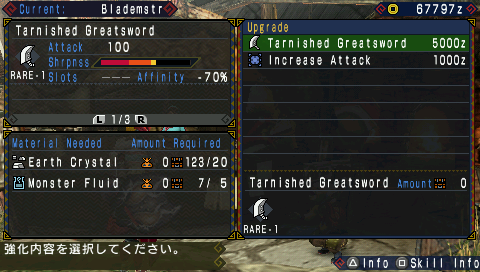 Current: Blademstr
67797z
Tarnished Greatsword
Attack 100
Shrpnss
RARE-1
Slots --- Affinity -70%
L 1/3 R
Material Needed Amount Required
Earth Crystal 0 123/20
Monster Fluid 0 7/ 5
Upgrade
Tarnished Greatsword 5000z
Increase Attack 1000z
Tarnished Greatsword Amount 0
RARE-1
強化内容を選択してください。
Info Skill Info